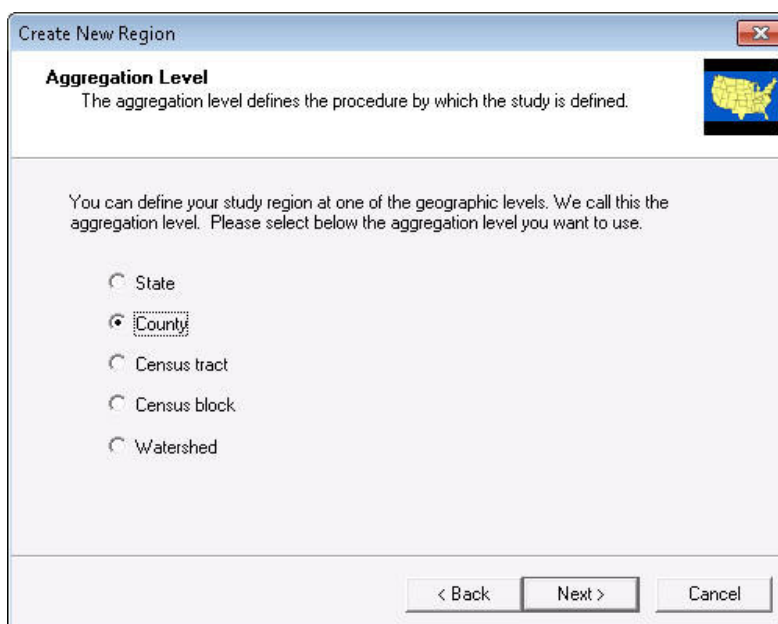 Create New Region
Aggregation Level
The aggregation level defines the procedure by which the study is defined.
You can define your study region at one of the geographic levels. We call this the
aggregation level.  Please select below the aggregation level you want to use.
State
County
Census tract
Census block
Watershed
< Back
Next >
Cancel